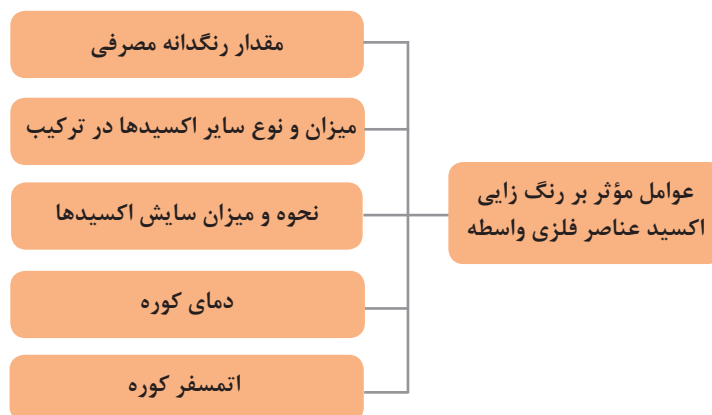 عوامل مؤثر بر رنگ زایی
اکسید عناصر فلزی واسطه
مقدار رنگدانه مصرفی
میزان و نوع سایر اکسیدها در ترکیب
نحوه و میزان سایش اکسیدها
دمای کوره
اتمسفر کوره